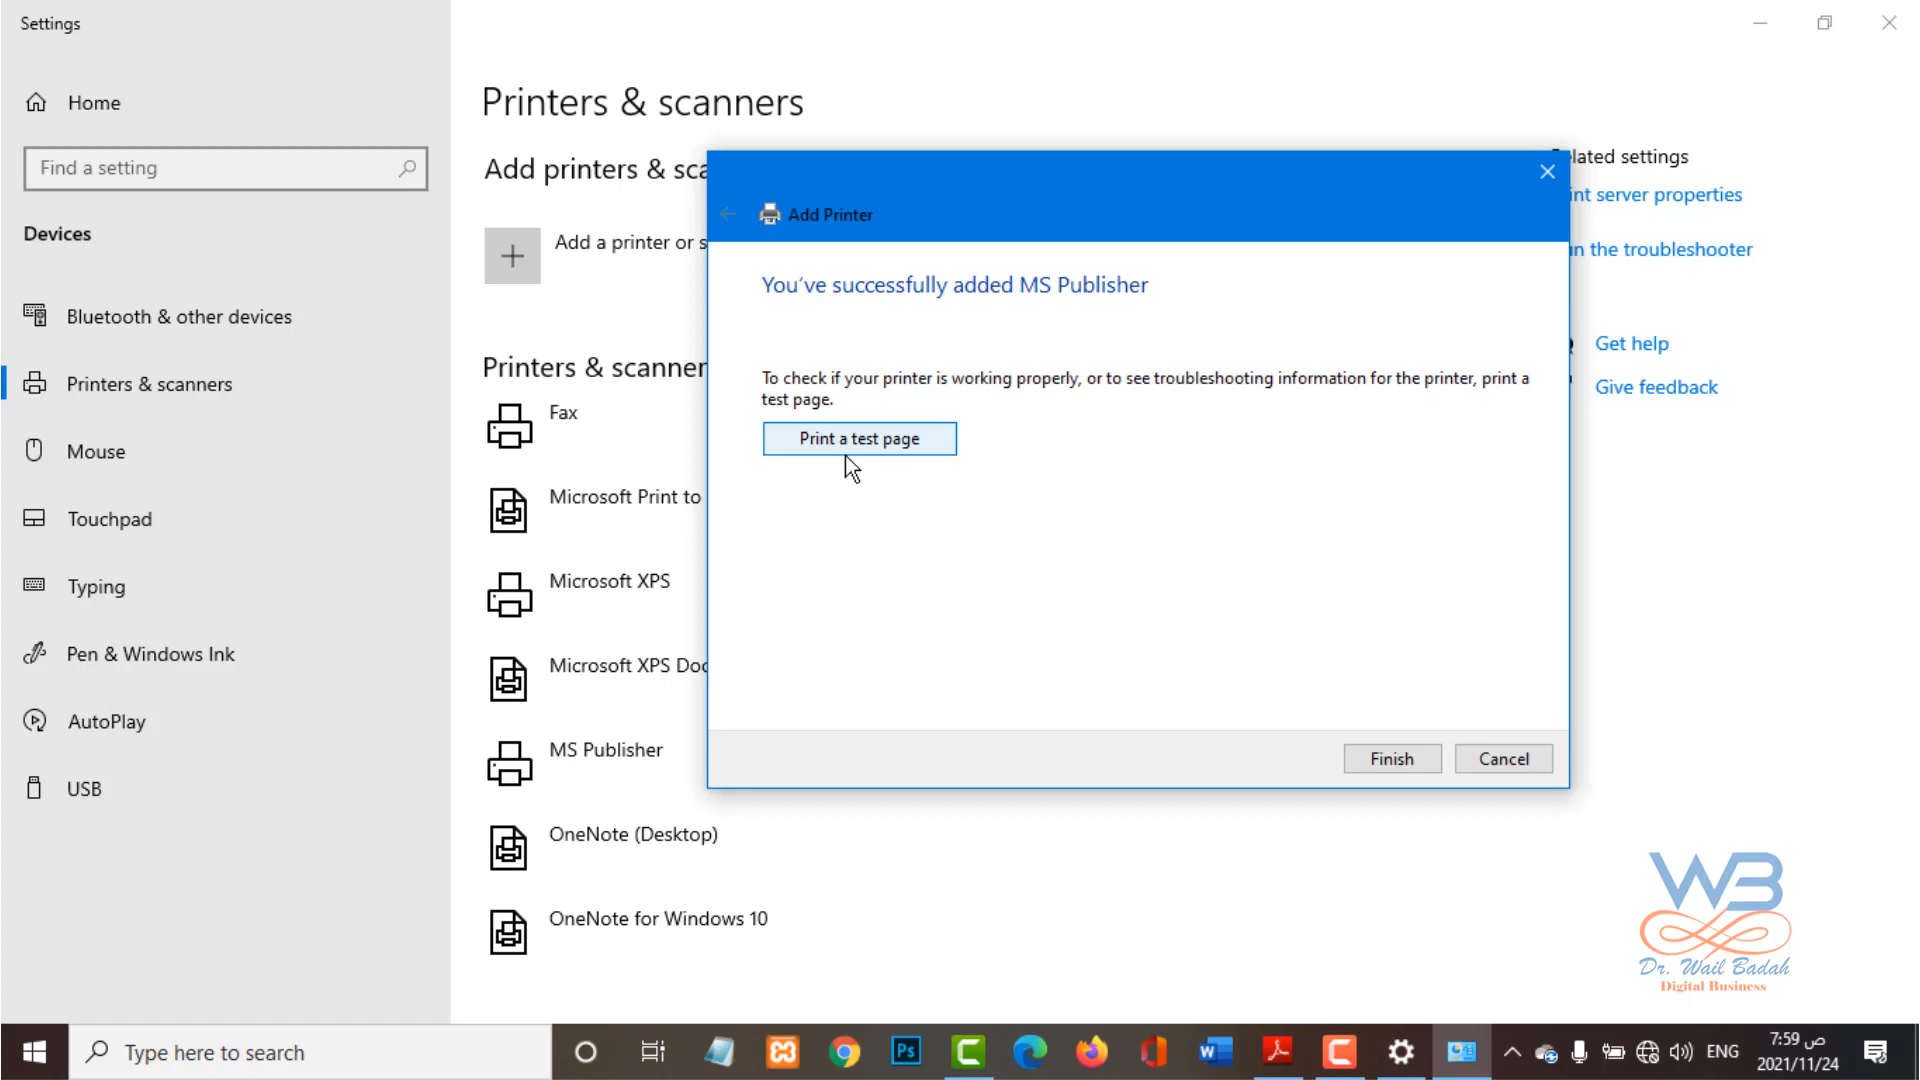 Settings
Home
Find a setting
Devices
Bluetooth & other devices
Printers & scanners
Mouse
Touchpad
Typing
Pen & Windows Ink
AutoPlay
USB
Printers & scanners
Add printers & sca
Add a printer or s
Printers & scanner
Fax
Microsoft Print to
Microsoft XPS
Microsoft XPS Doc
MS Publisher
OneNote (Desktop)
OneNote for Windows 10
Add Printer
You've successfully added MS Publisher
To check if your printer is working properly, or to see troubleshooting information for the printer, print a
test page.
Print a test page
Finish
Cancel
elated settings
int server properties
n the troubleshooter
Get help
Give feedback
WB
Dr. Wail Badah
Digital Business
Type here to search
Ps
ENG
7:59 ص
2021/11/24